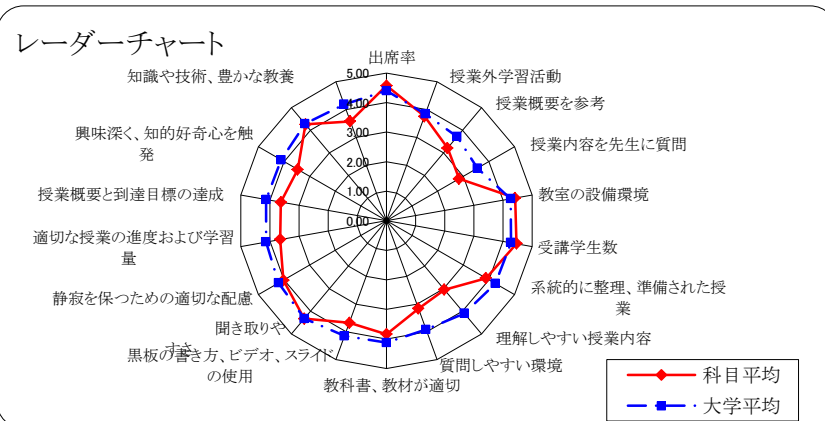 レーダーチャート
出席率
授業外学習活動
授業概要を参考
授業内容を先生に質問
教室の設備環境
受講学生数
系統的に整理、準備された授
業
理解しやすい授業内容
質問しやすい環境
教科書、教材が適切
黒板の書き方、ビデオ、スライド
の使用
聞き取りや
すさ
静寂を保つための適切な配慮
適切な授業の進度および学習
量
授業概要と到達目標の達成
興味深く、知的好奇心を触
発
知識や技術、豊かな教養
5.00
4.00
3.00
2.00
1.00
0.00
科目平均
大学平均